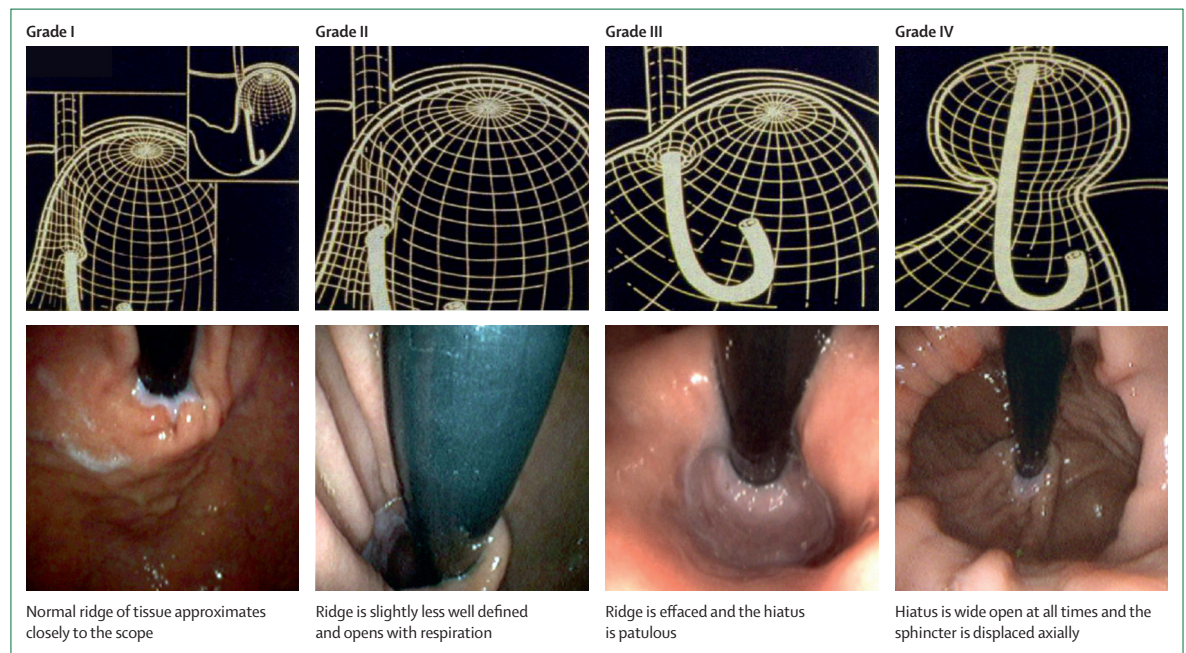 Grade I
Grade II
Grade III
Grade IV
Normal ridge of tissue approximates
closely to the scope
Ridge is slightly less well defined
and opens with respiration
Ridge is effaced and the hiatus
is patulous
Hiatus is wide open at all times and the
sphincter is displaced axially